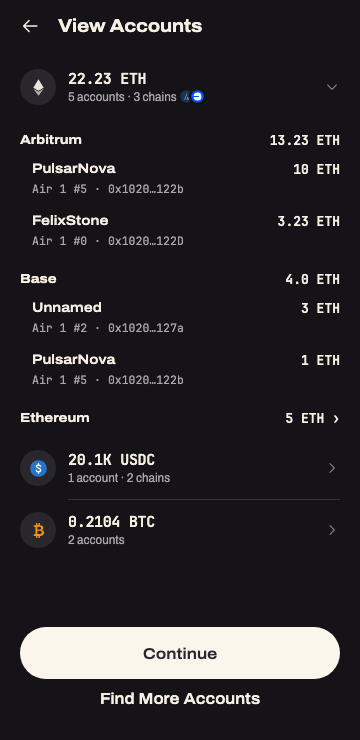 View Accounts
22.23 ETH
5 accounts · 3 chains
Arbitrum 13.23 ETH
PulsarNova 10 ETH
Air 1 #5 · 0x1020…122b
FelixStone 3.23 ETH
Air 1 #0 · 0x1020…122D
Base 4.0 ETH
Unnamed 3 ETH
Air 1 #2 · 0x1020…127a
PulsarNova 1 ETH
Air 1 #5 · 0x1020…122b
Ethereum 5 ETH ›
20.1K USDC
1 account · 2 chains
0.2104 BTC
2 accounts
Continue
Find More Accounts